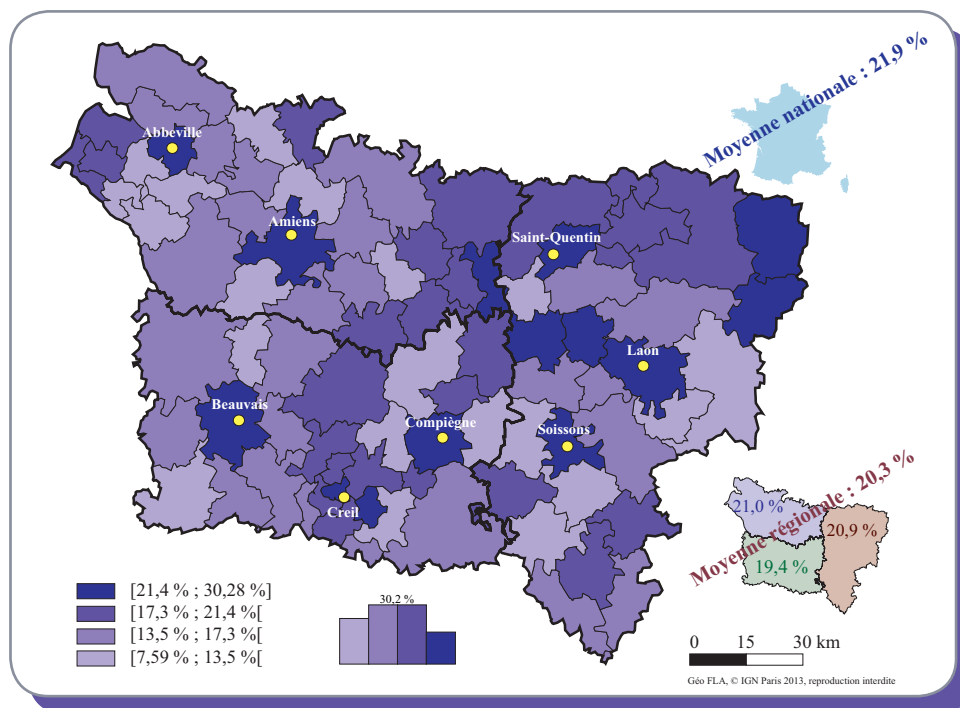 Moyenne nationale : 21,9 %
Abbeville
Amiens
Saint-Quentin
Laon
Beauvais
Compiègne
Soissons
Creil
Moyenne régionale : 20,3 %
21,0 %
20,9 %
19,4 %
[21,4 % ; 30,28 %]
[17,3 % ; 21,4 %[
[13,5 % ; 17,3 %[
[7,59 % ; 13,5 %[
30,2 %
0 15 30 km
Géo FLA, © IGN Paris 2013, reproduction interdite